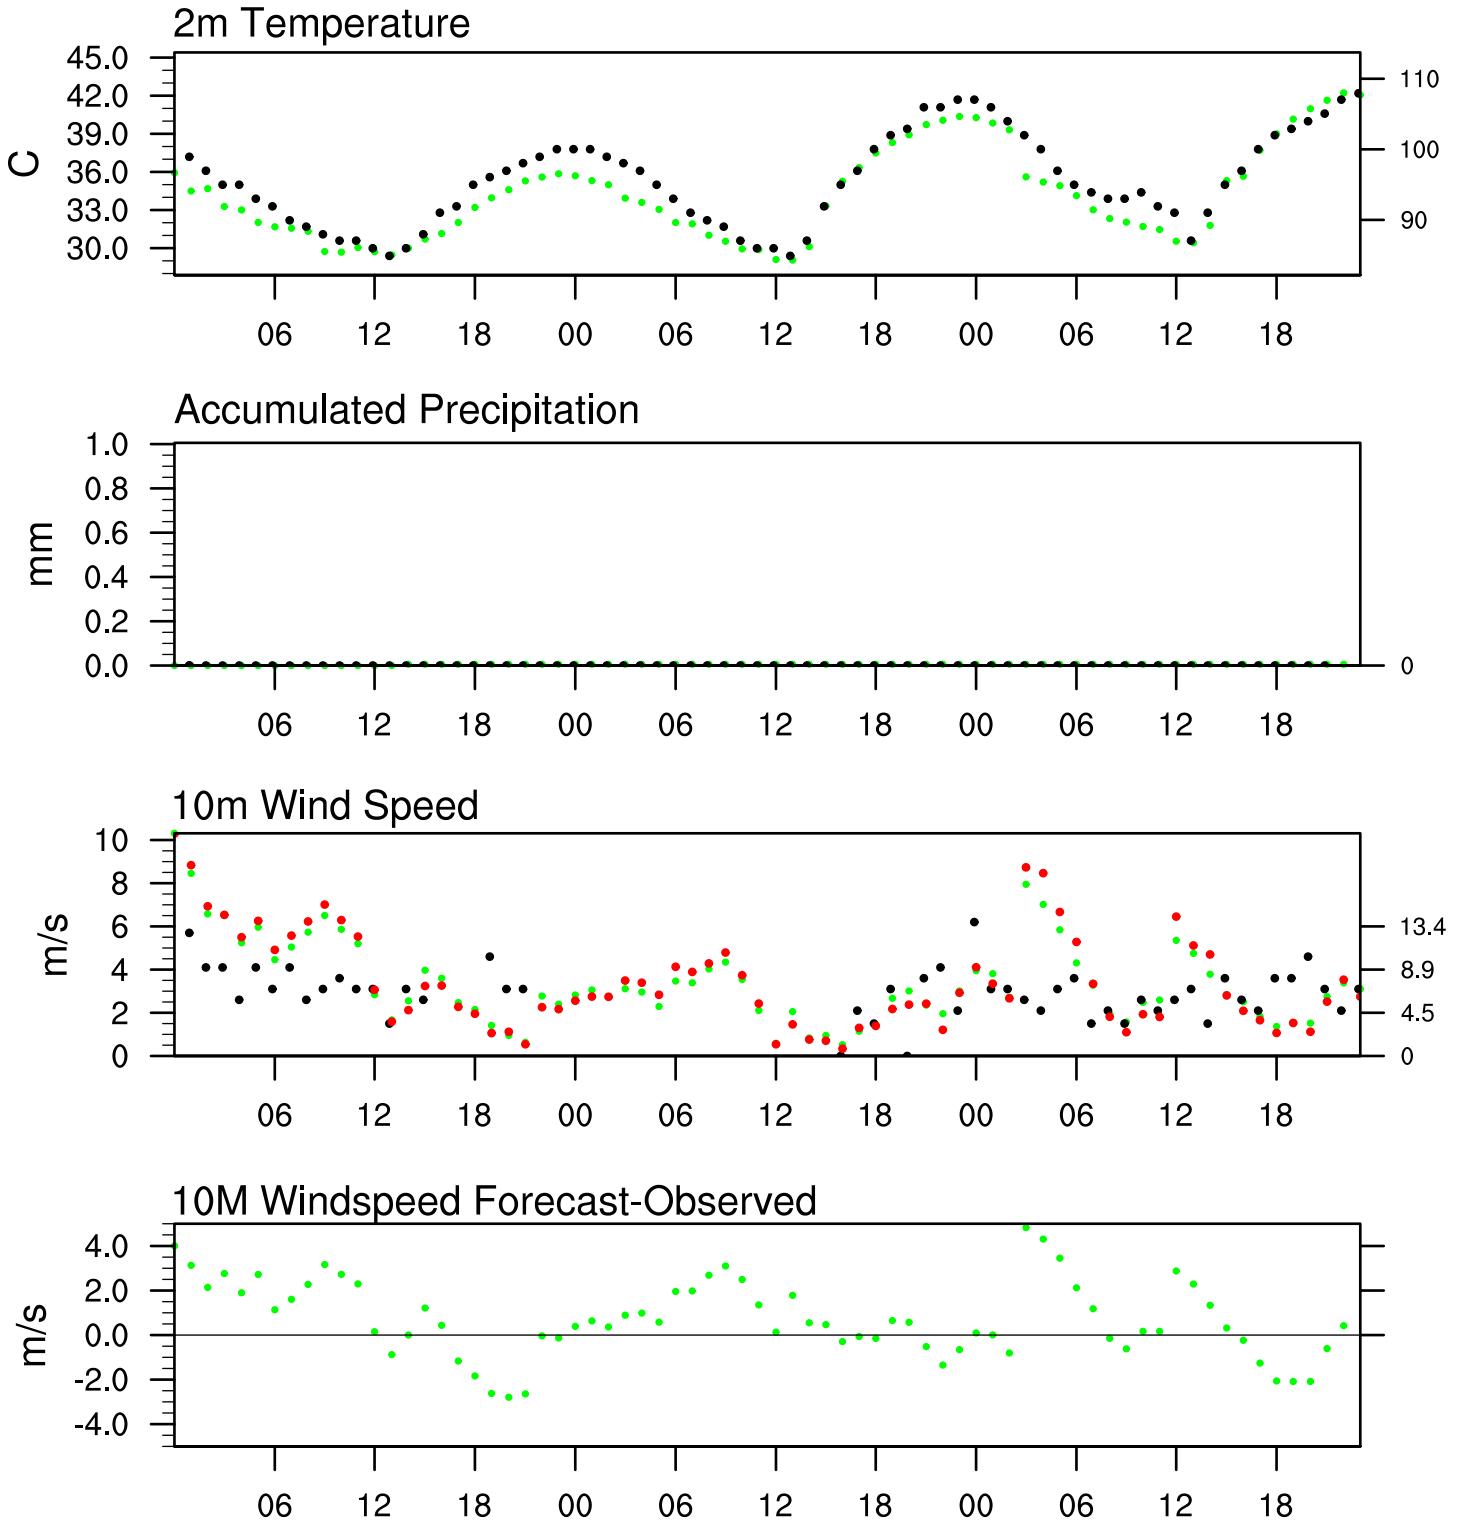 2m Temperature
45.0
42.0
39.0
36.0
33.0
30.0
C
110
100
90
06 12 18 00 06 12 18 00 06 12 18
Accumulated Precipitation
1.0
0.8
0.6
0.4
0.2
0.0
mm
0
06 12 18 00 06 12 18 00 06 12 18
10m Wind Speed
10
8
6
4
2
0
m/s
13.4
8.9
4.5
0
06 12 18 00 06 12 18 00 06 12 18
10M Windspeed Forecast-Observed
4.0
2.0
0.0
-2.0
-4.0
m/s
06 12 18 00 06 12 18 00 06 12 18